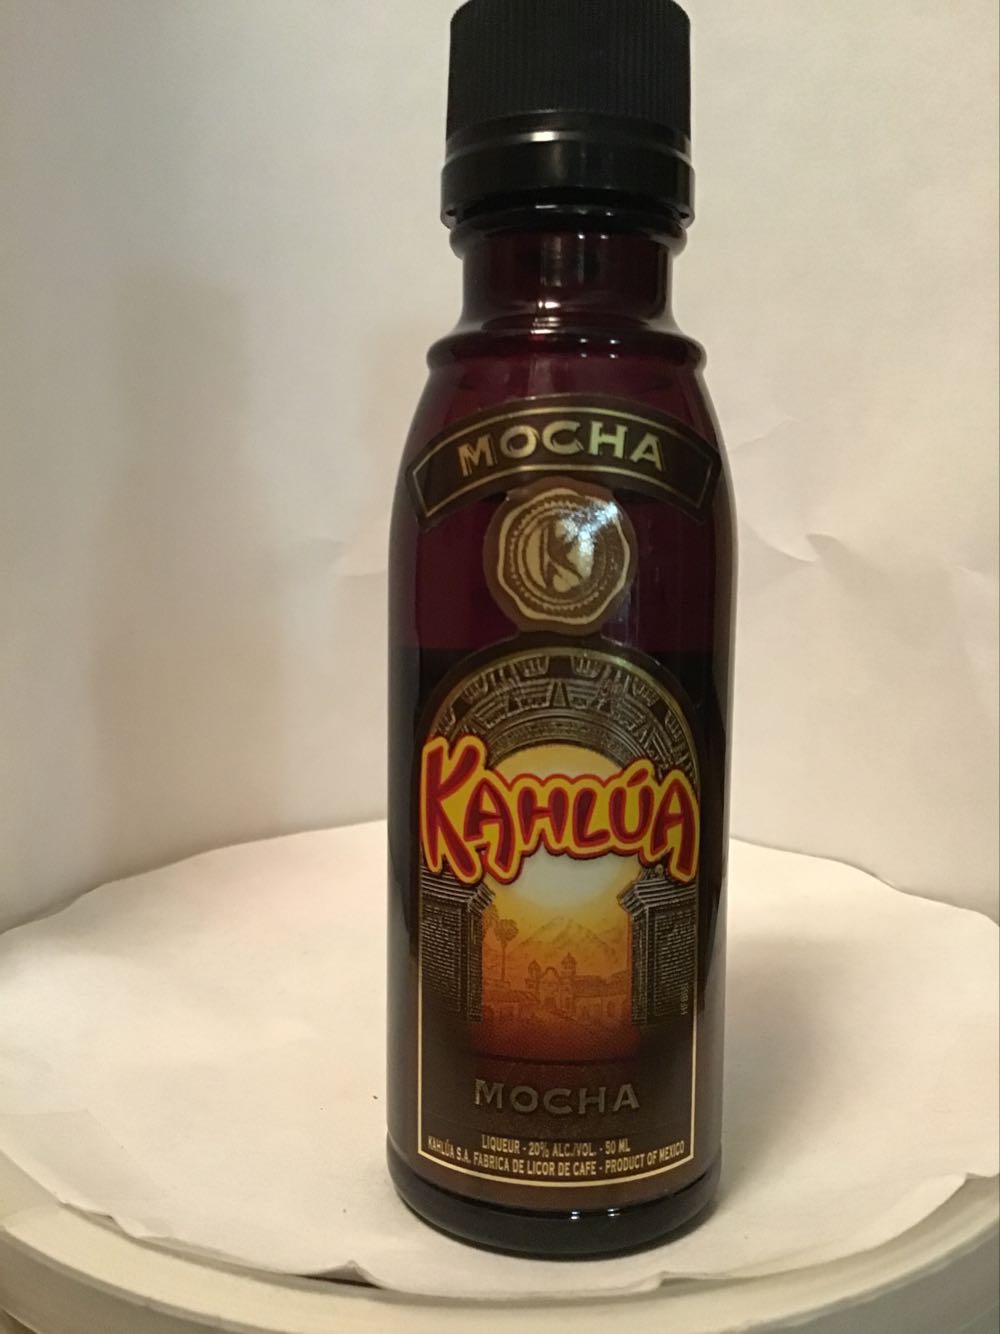 MOCHA
K
KAHLÚA
MOCHA
LIQUEUR - 20% ALC./VOL. - 50 ML
KAHLÚA S.A. FABRICA DE LICOR DE CAFE - PRODUCT OF MEXICO